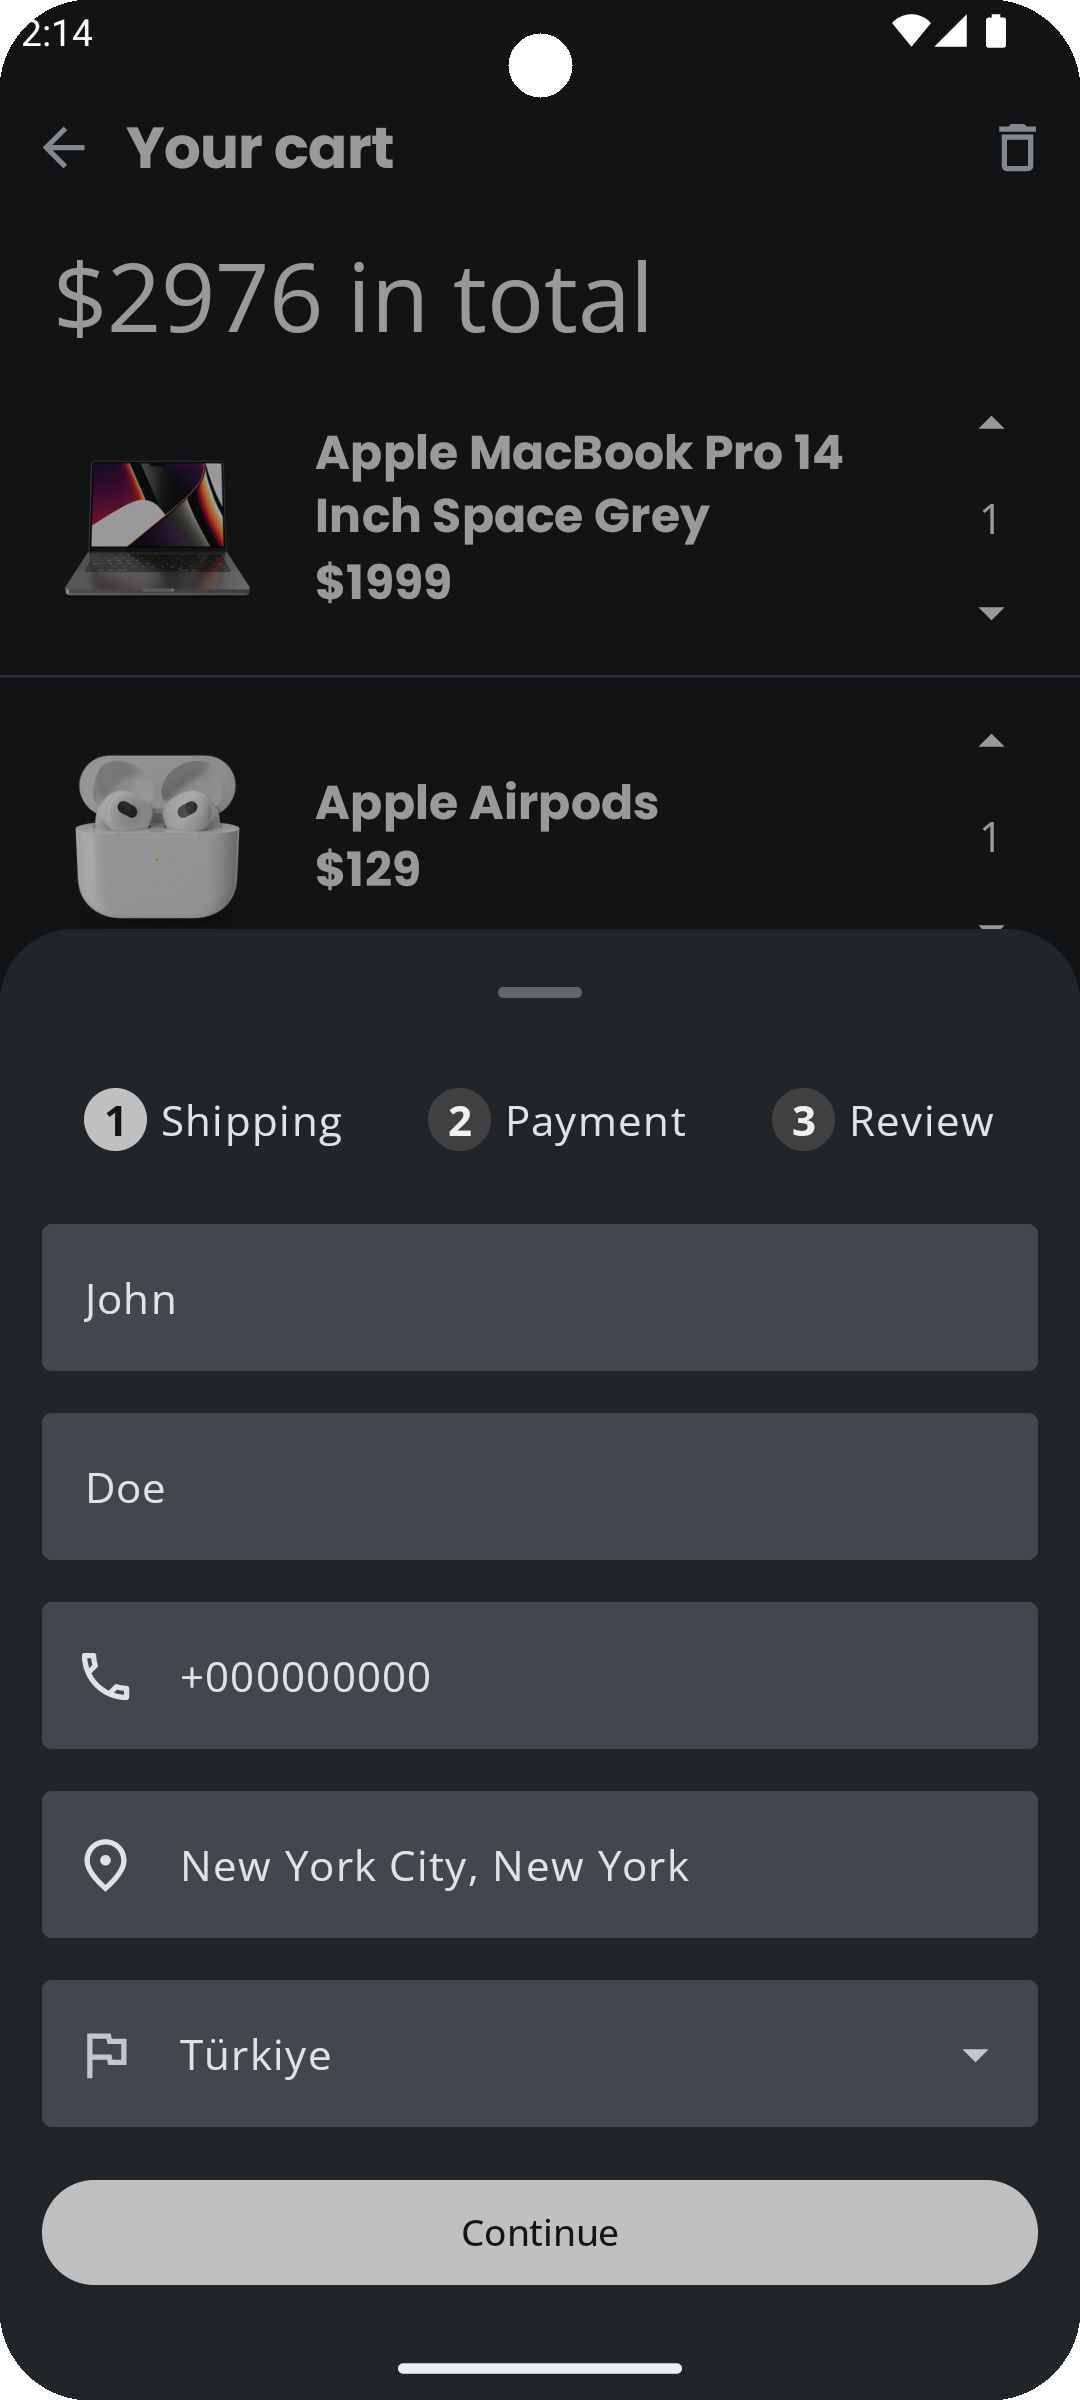 2:14
Your cart
$2976 in total
Apple MacBook Pro 14
Inch Space Grey
$1999
1
Apple Airpods
$129
1
1 Shipping 2 Payment 3 Review
John
Doe
+000000000
New York City, New York
Türkiye
Continue